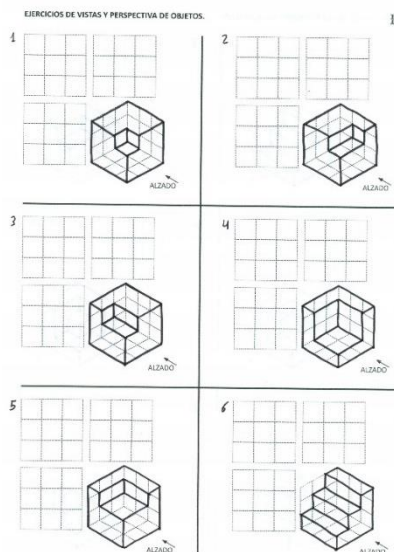 EJERCICIOS DE VISTAS Y PERSPECTIVA DE OBJETOS.
1
1
2
ALZADO
ALZADO
3
4
ALZADO
ALZADO
5
6
ALZADO
ALZADO